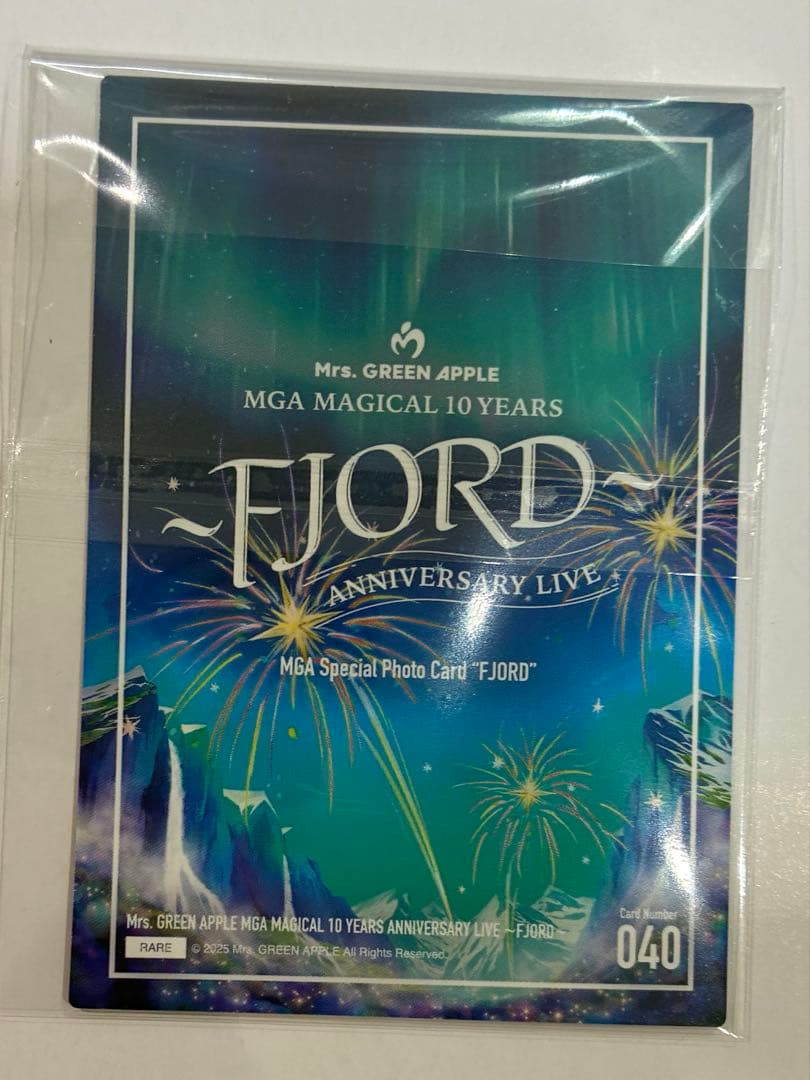 Mrs. GREEN APPLE
MGA MAGICAL 10 YEARS
~FJORD~
ANNIVERSARY LIVE
MGA Special Photo Card “FJORD”
Mrs. GREEN APPLE MGA MAGICAL 10 YEARS ANNIVERSARY LIVE ~FJORD~
RARE © 2025 Mrs. GREEN APPLE All Rights Reserved.
Card Number
040